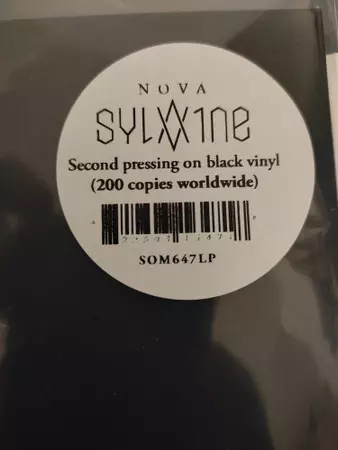 NOVA
SYLVAINE
Second pressing on black vinyl
(200 copies worldwide)
SOM647LP